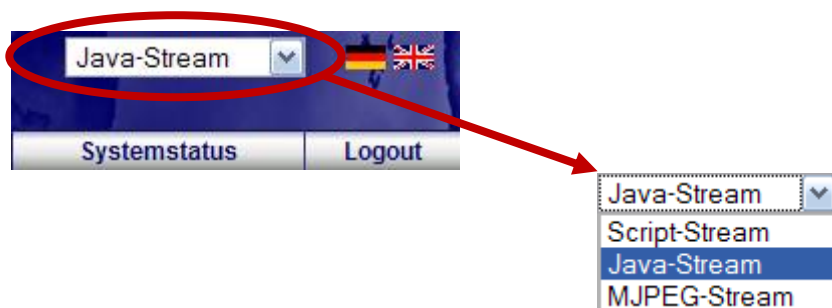 Java-Stream
Systemstatus Logout
Java-Stream
Script-Stream
Java-Stream
MJPEG-Stream